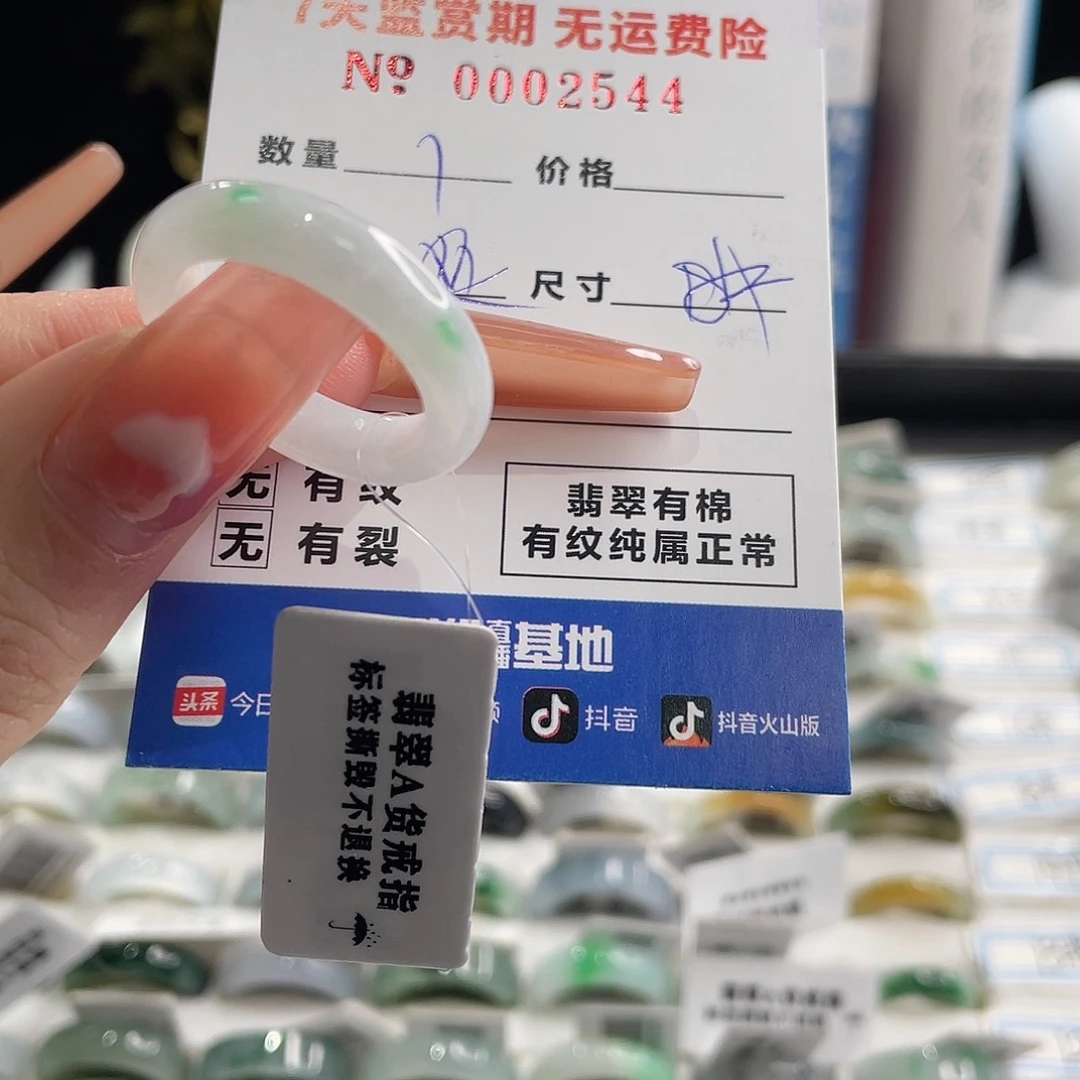 7天鉴赏期 无运费险
№ 0002544
数量 1 价格
尺寸
无 有纹
无 有裂
翡翠有棉
有纹纯属正常
直播基地
头条 今日 抖音 抖音火山版
翡翠A货戒指
标签撕毁不退换